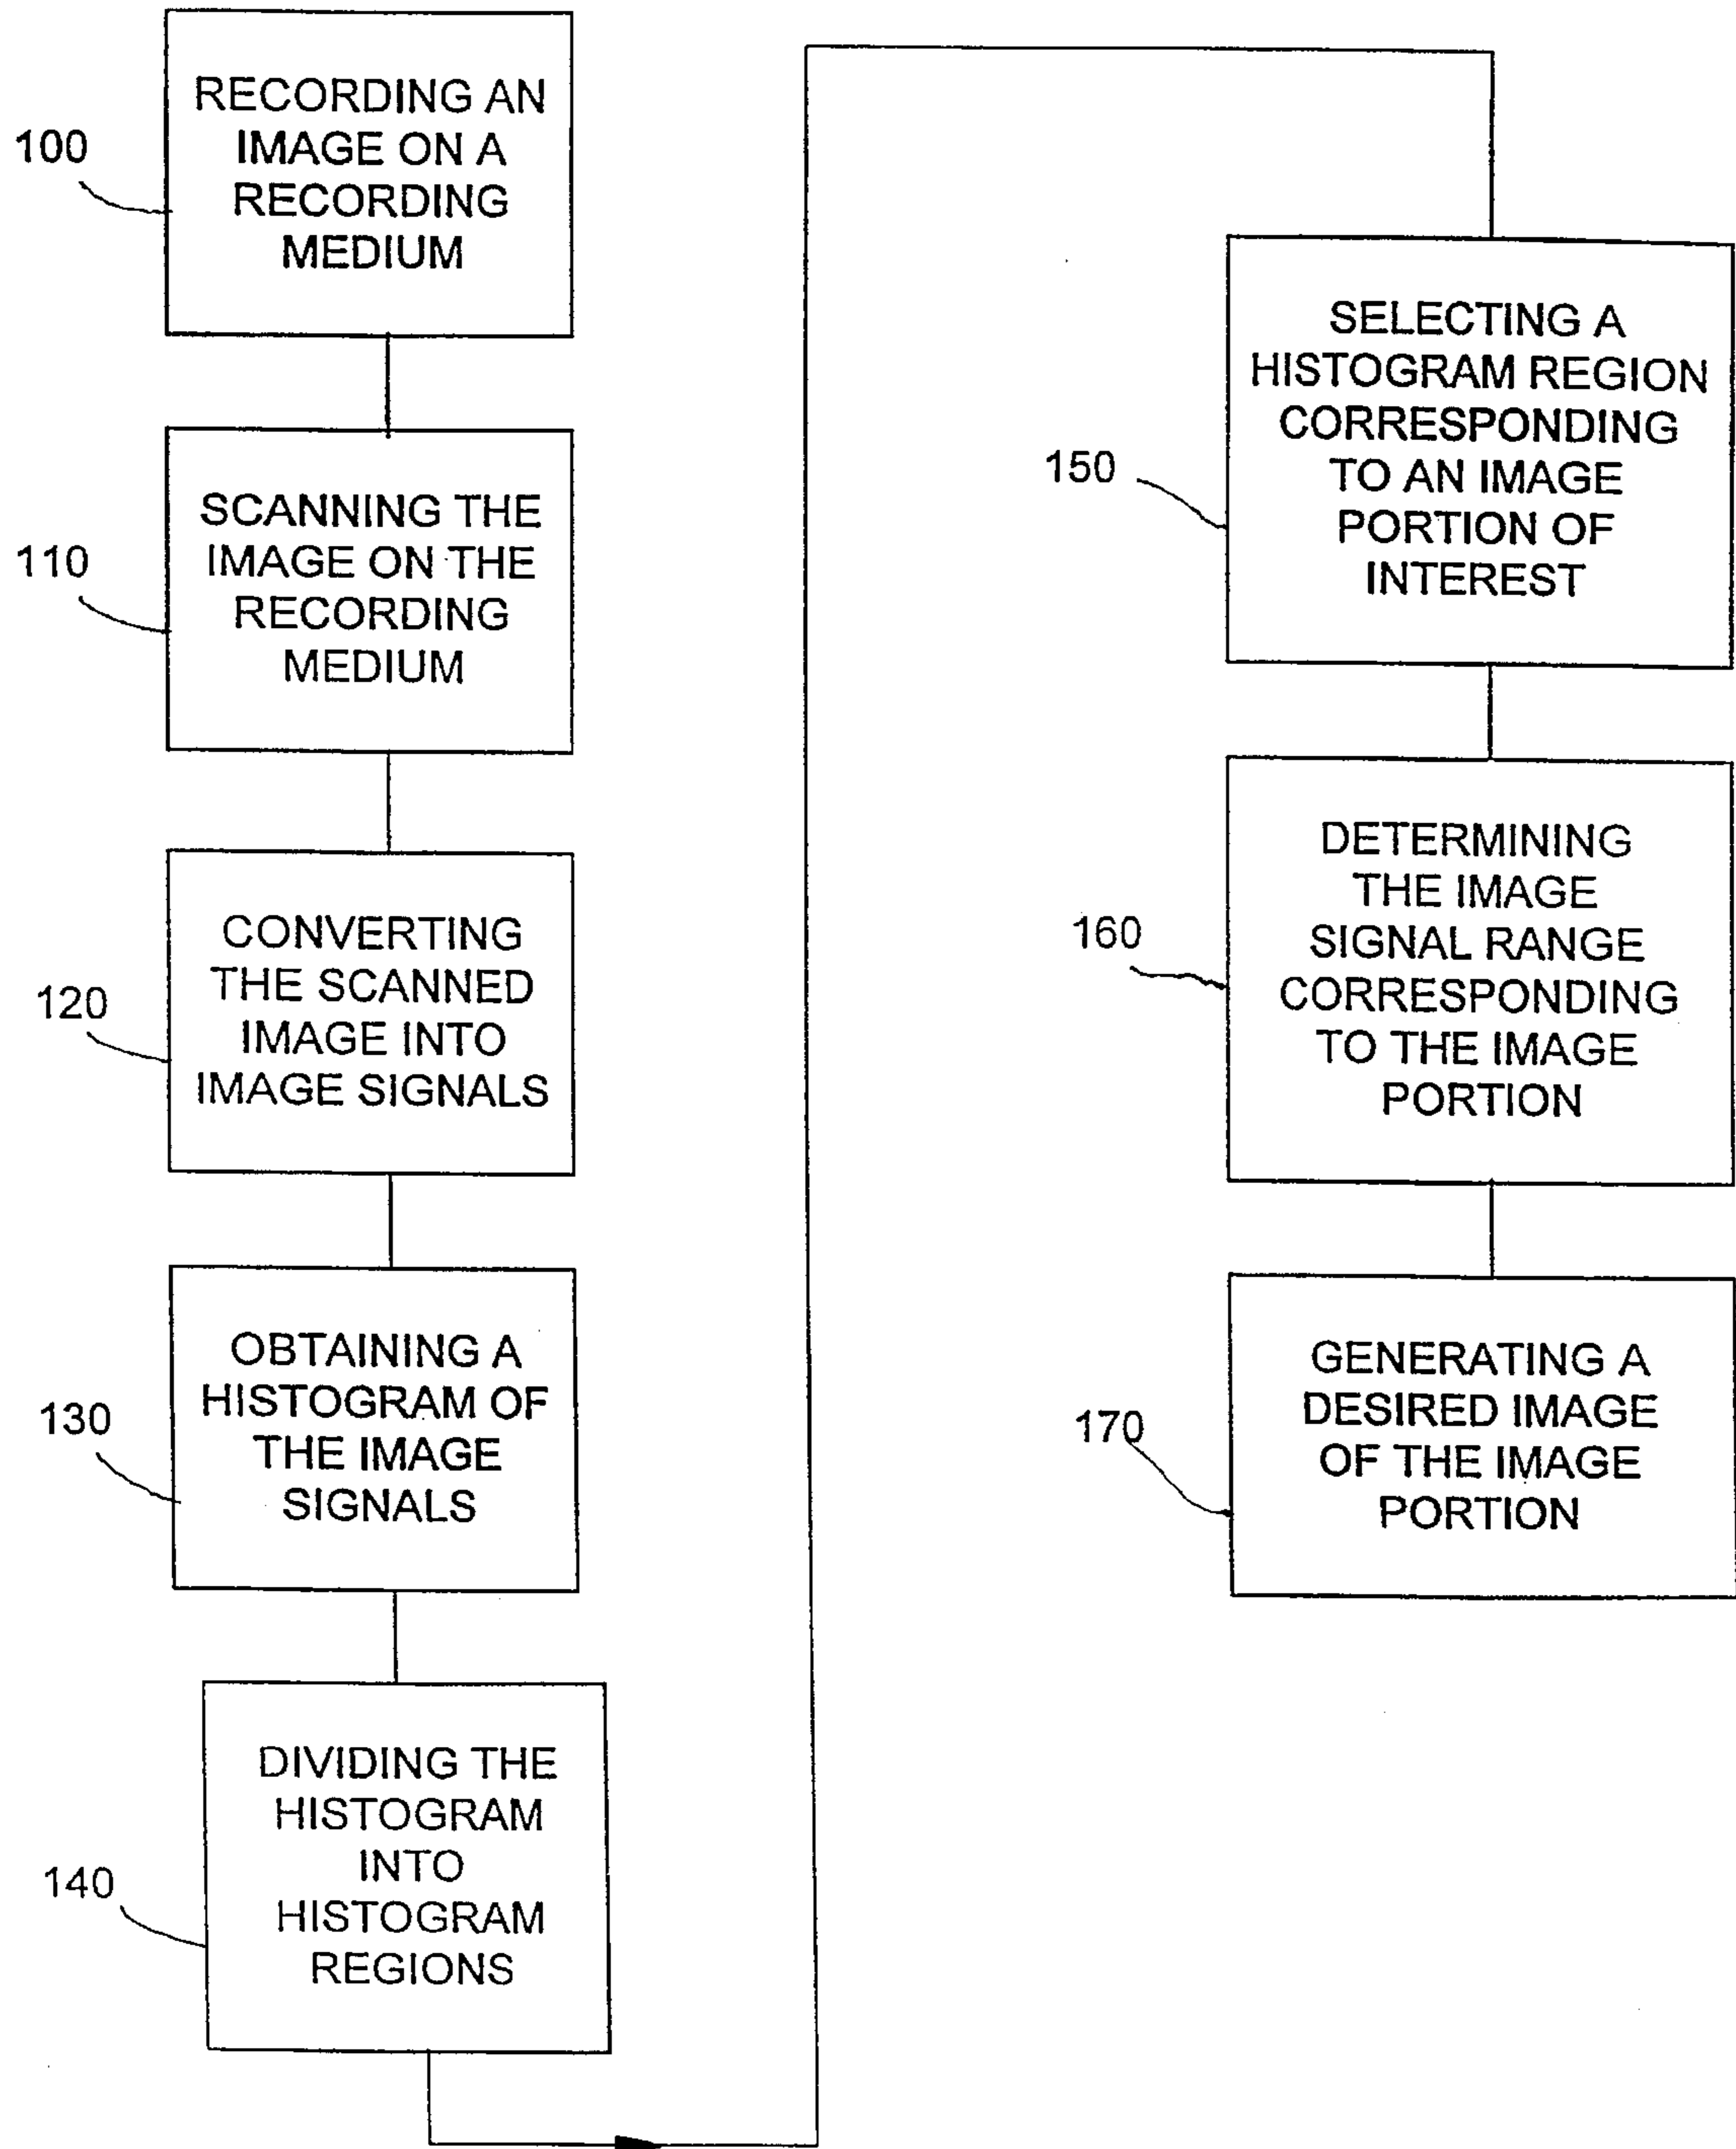 100
RECORDING AN
IMAGE ON A
RECORDING
MEDIUM
110
SCANNING THE
IMAGE ON THE
RECORDING
MEDIUM
120
CONVERTING
THE SCANNED
IMAGE INTO
IMAGE SIGNALS
130
OBTAINING A
HISTOGRAM OF
THE IMAGE
SIGNALS
140
DIVIDING THE
HISTOGRAM
INTO
HISTOGRAM
REGIONS
150
SELECTING A
HISTOGRAM REGION
CORRESPONDING
TO AN IMAGE
PORTION OF
INTEREST
160
DETERMINING
THE IMAGE
SIGNAL RANGE
CORRESPONDING
TO THE IMAGE
PORTION
170
GENERATING A
DESIRED IMAGE
OF THE IMAGE
PORTION